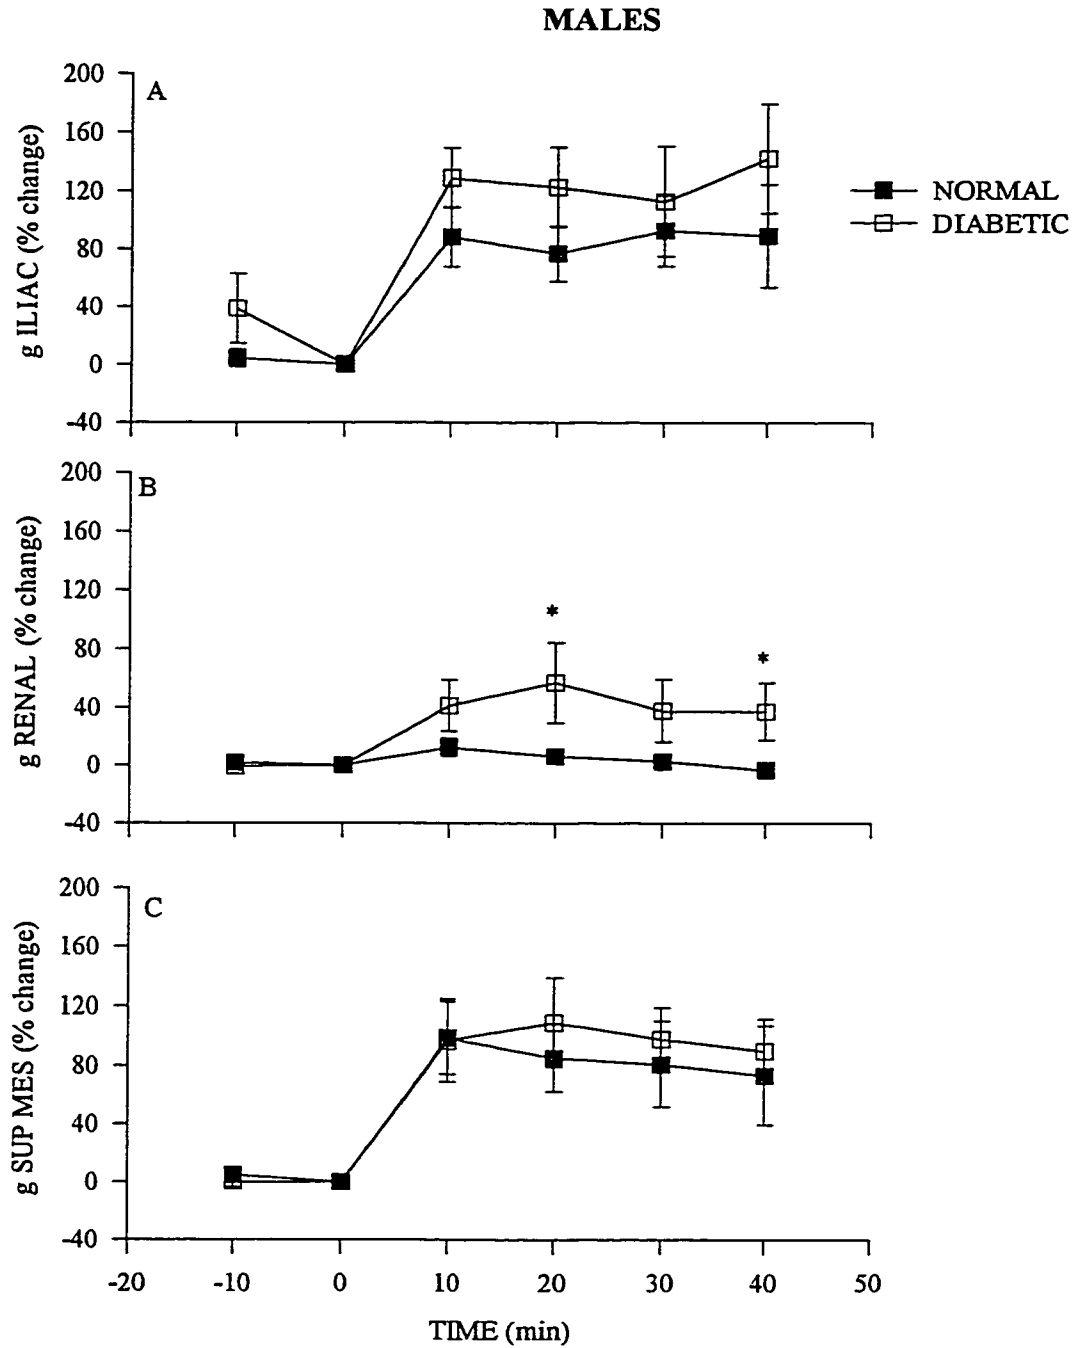 MALES
A
200
160
120
80
40
0
-40
g ILIAC (% change)
NORMAL
DIABETIC
B
200
160
120
80
40
0
-40
g RENAL (% change)
*
*
C
200
160
120
80
40
0
-40
g SUP MES (% change)
-20 -10 0 10 20 30 40 50
TIME (min)